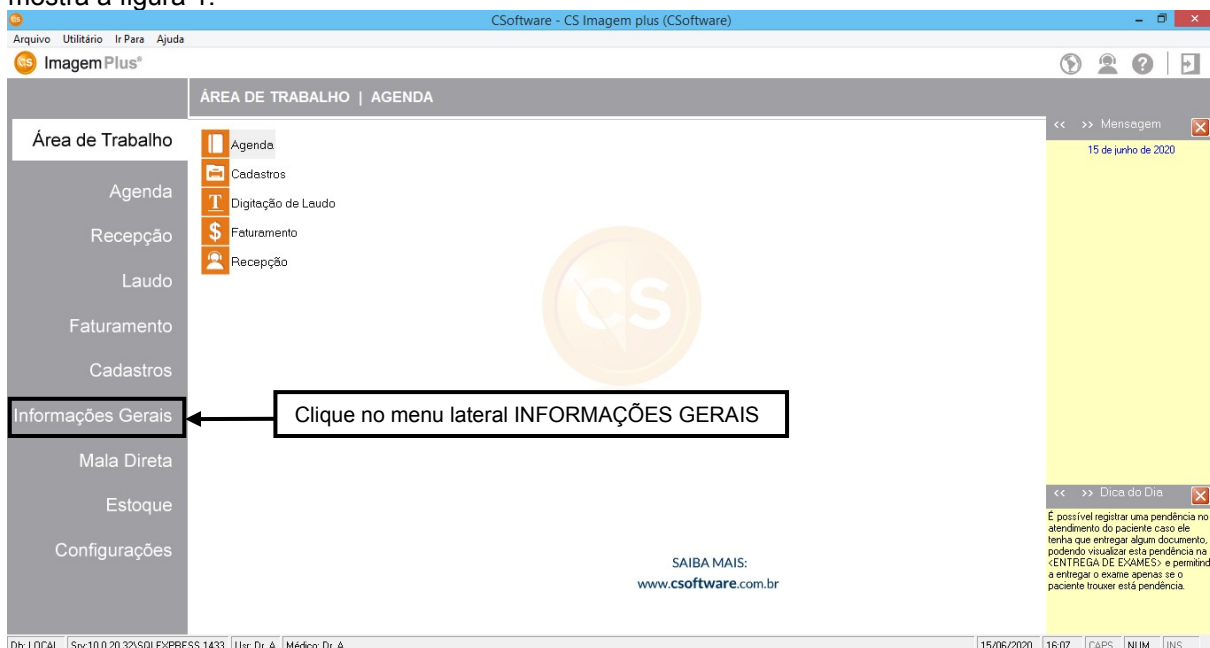 mostra a figura 1.
CSoftware - CS Imagem plus (CSoftware)
Arquivo Utilitário Ir Para Ajuda
CS ImagemPlus®
ÁREA DE TRABALHO | AGENDA
Área de Trabalho
Agenda
Recepção
Laudo
Faturamento
Cadastros
Informações Gerais
Mala Direta
Estoque
Configurações
Agenda
Cadastros
Digitação de Laudo
Faturamento
Recepção
CS
Clique no menu lateral INFORMAÇÕES GERAIS
SAIBA MAIS:
www.csoftware.com.br
<< >> Mensagem
15 de junho de 2020
<< >> Dica do Dia
É possível registrar uma pendência no
atendimento do paciente caso ele
tenha que entregar algum documento,
podendo visualizar esta pendência na
<ENTREGA DE EXAMES> e permitind
a entregar o exame apenas se o
paciente trouxer está pendência.
Db: LOCAL Srv:10.0.20.32\SQLEXPRESS,1433 Usr: Dr. A Médico: Dr. A 15/06/2020 16:07 CAPS NUM INS